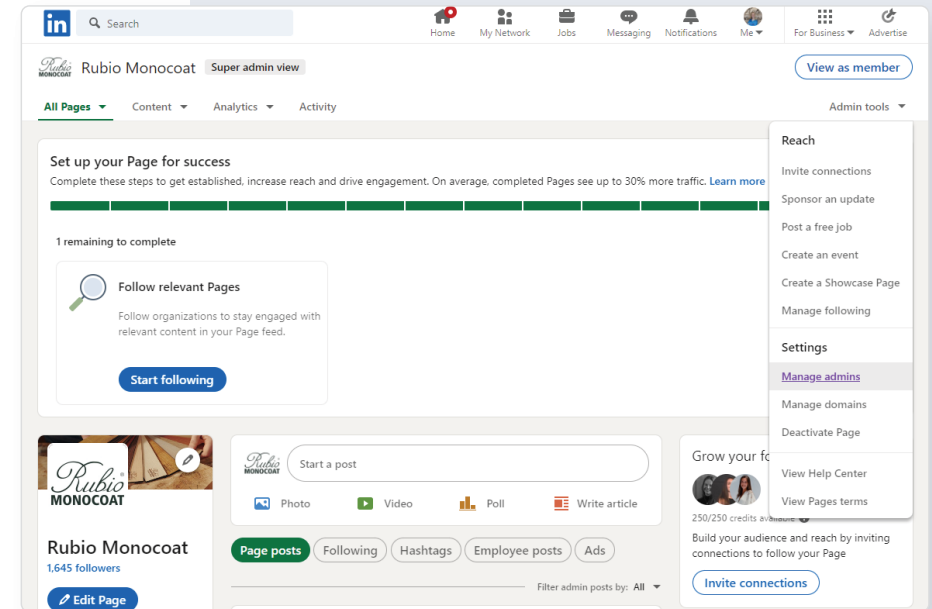 in
Search
Home
My Network
Jobs
Messaging
Notifications
Me
For Business
Advertise
Rubio MONOCOAT
Rubio Monocoat
Super admin view
View as member
All Pages
Content
Analytics
Activity
Admin tools
Reach
Invite connections
Sponsor an update
Post a free job
Create an event
Create a Showcase Page
Manage following
Settings
Manage admins
Manage domains
Deactivate Page
View Help Center
View Pages terms
Set up your Page for success
Complete these steps to get established, increase reach and drive engagement. On average, completed Pages see up to 30% more traffic. Learn more
1 remaining to complete
Follow relevant Pages
Follow organizations to stay engaged with
relevant content in your Page feed.
Start following
Rubio
MONOCOAT
Rubio Monocoat
1,645 followers
Edit Page
Rubio
MONOCOAT
Start a post
Photo
Video
Poll
Write article
Page posts
Following
Hashtags
Employee posts
Ads
Filter admin posts by: All
Grow your fo
250/250 credits available
Build your audience and reach by inviting
connections to follow your Page
Invite connections